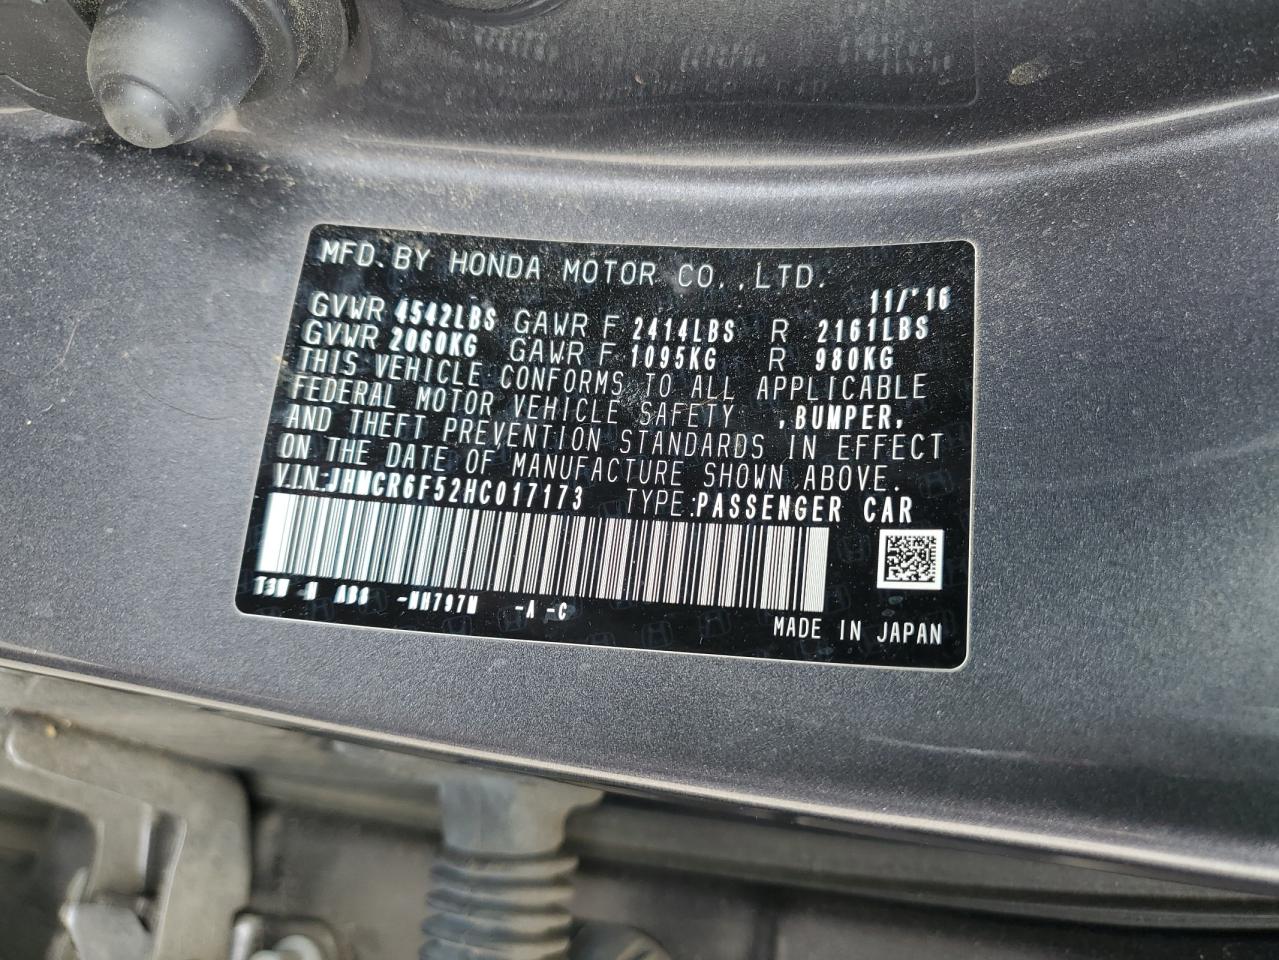 MFD. BY HONDA MOTOR CO., LTD.
11/'16
GVWR 4542LBS GAWR F 2414LBS R 2161LBS
GVWR 2060KG GAWR F 1095KG R 980KG
THIS VEHICLE CONFORMS TO ALL APPLICABLE
FEDERAL MOTOR VEHICLE SAFETY ,BUMPER,
AND THEFT PREVENTION STANDARDS IN EFFECT
ON THE DATE OF MANUFACTURE SHOWN ABOVE.
V.I.N:JHMCR6F52HC017173 TYPE:PASSENGER CAR
ABS -NH797M -A -C
MADE IN JAPAN